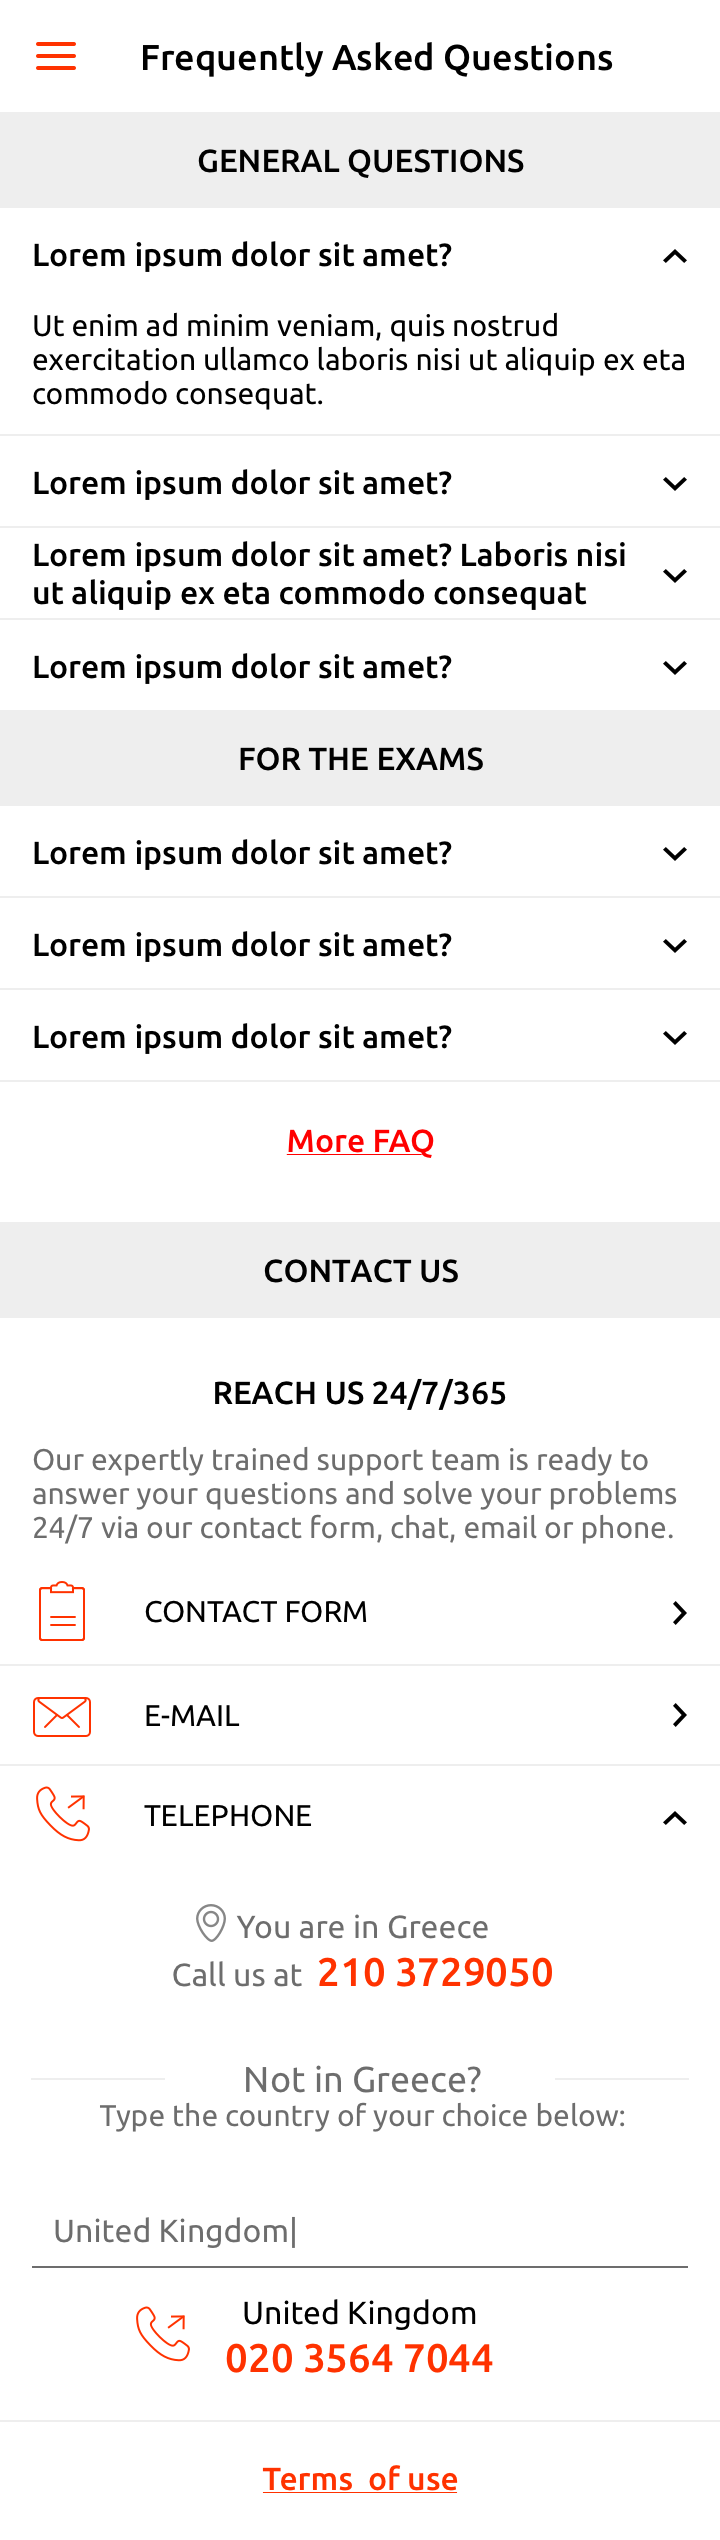 Frequently Asked Questions
GENERAL QUESTIONS
Lorem ipsum dolor sit amet?
Ut enim ad minim veniam, quis nostrud
exercitation ullamco laboris nisi ut aliquip ex eta
commodo consequat.
Lorem ipsum dolor sit amet?
Lorem ipsum dolor sit amet? Laboris nisi
ut aliquip ex eta commodo consequat
Lorem ipsum dolor sit amet?
FOR THE EXAMS
Lorem ipsum dolor sit amet?
Lorem ipsum dolor sit amet?
Lorem ipsum dolor sit amet?
More FAQ
CONTACT US
REACH US 24/7/365
Our expertly trained support team is ready to
answer your questions and solve your problems
24/7 via our contact form, chat, email or phone.
CONTACT FORM
E-MAIL
TELEPHONE
You are in Greece
Call us at 210 3729050
Not in Greece?
Type the country of your choice below:
United Kingdom
United Kingdom
020 3564 7044
Terms of use